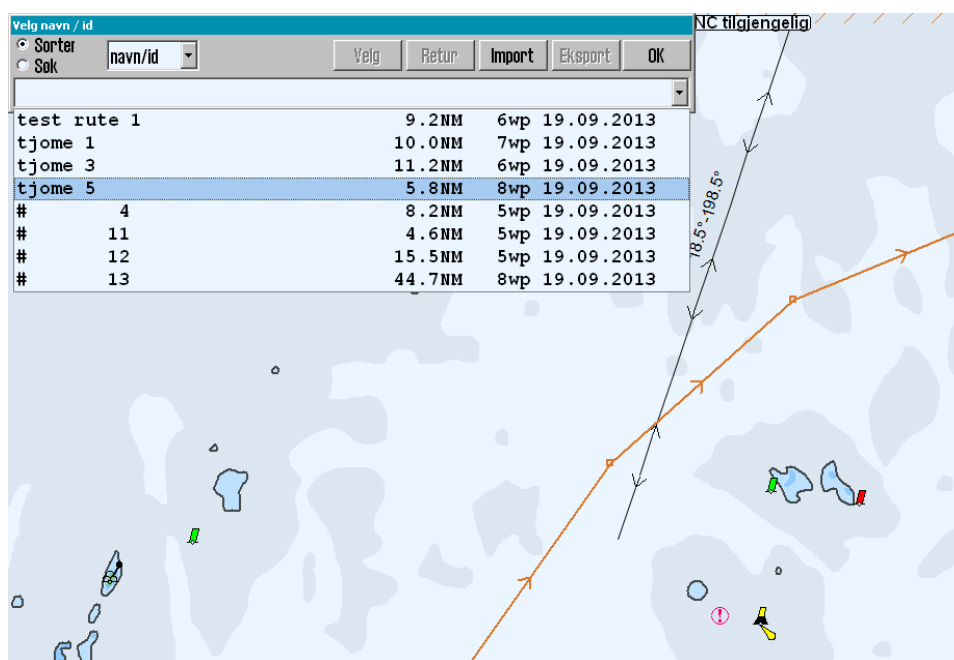 Velg navn / id
NC tilgjengelig
Sorter
Søk
navn/id
Velg
Retur
Import
Eksport
OK
test rute 1 9.2NM 6wp 19.09.2013
tjome 1 10.0NM 7wp 19.09.2013
tjome 3 11.2NM 6wp 19.09.2013
tjome 5 5.8NM 8wp 19.09.2013
# 4 8.2NM 5wp 19.09.2013
# 11 4.6NM 5wp 19.09.2013
# 12 15.5NM 5wp 19.09.2013
# 13 44.7NM 8wp 19.09.2013
18.5°-198.5°